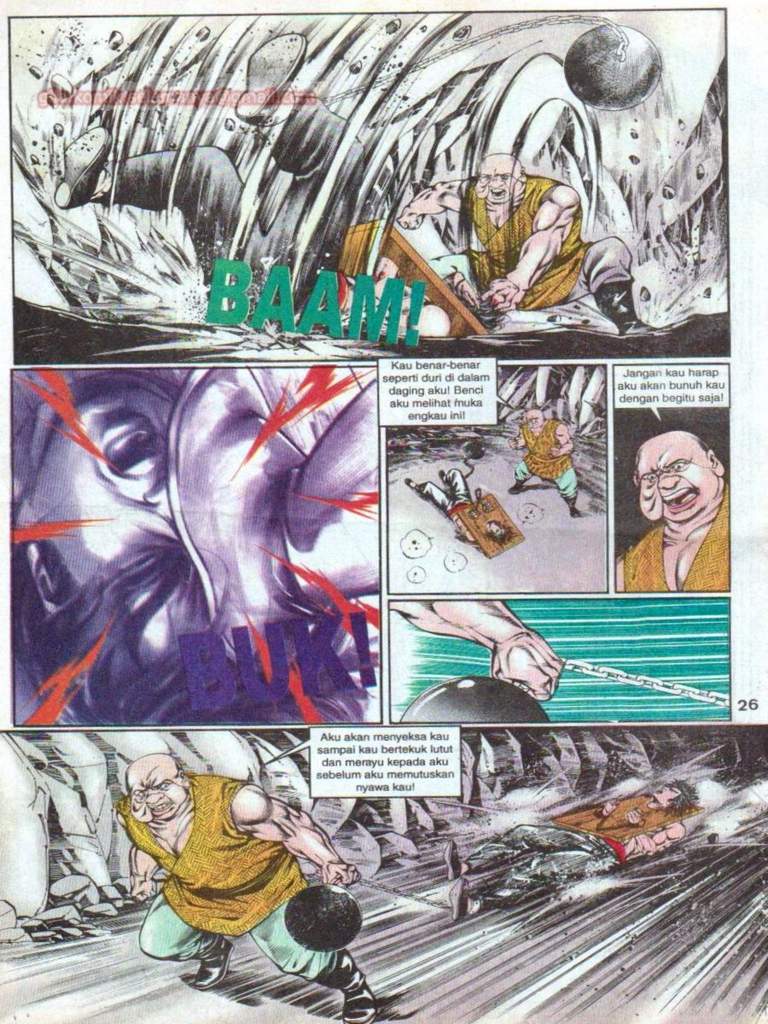 BAAM!
Kau benar-benar
seperti duri di dalam
daging aku! Benci
aku melihat muka
engkau ini!
Jangan kau harap
aku akan bunuh kau
dengan begitu saja!
BUK!
26
Aku akan menyeksa kau
sampai kau bertekuk lutut
dan merayu kepada aku
sebelum aku memutuskan
nyawa kau!